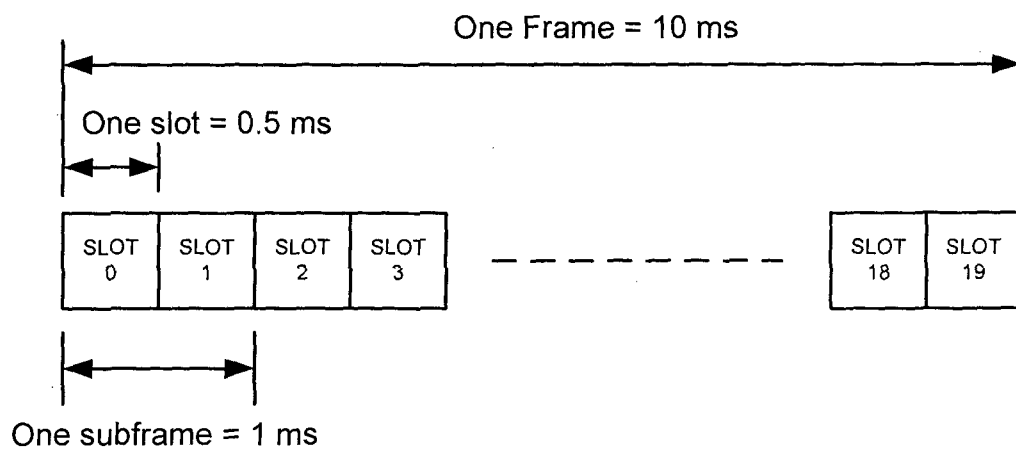 One Frame = 10 ms
One slot = 0.5 ms
SLOT 0
SLOT 1
SLOT 2
SLOT 3
SLOT 18
SLOT 19
One subframe = 1 ms